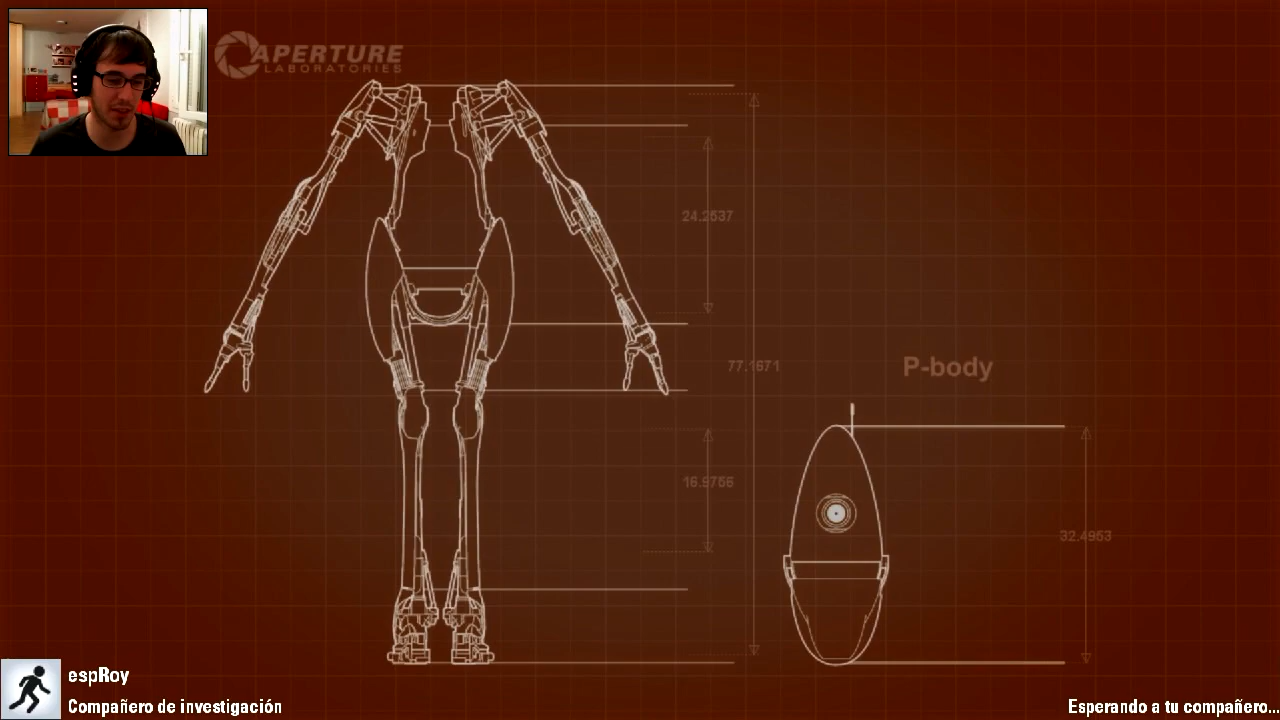 APERTURE
LABORATORIES
24.2537
77.1671
P-body
16.9756
32.4953
espRoy
Compañero de investigación
Esperando a tu compañero...